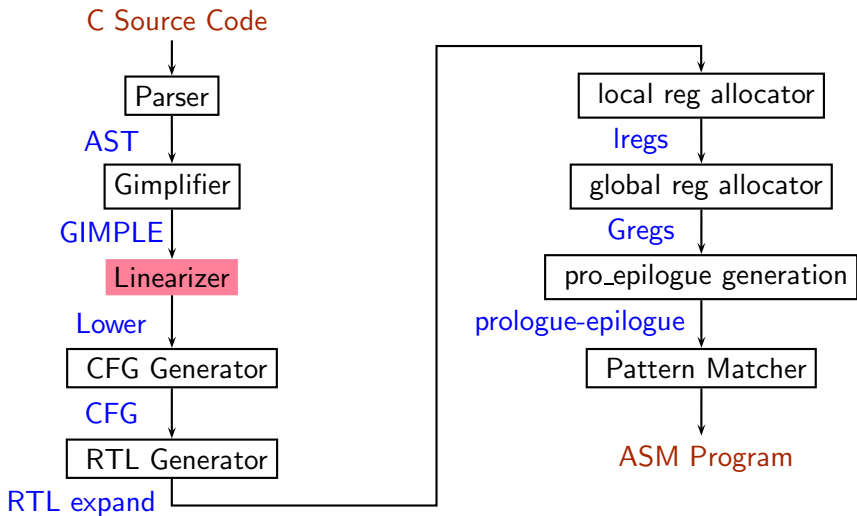 C Source Code
Parser
AST
Gimplifier
GIMPLE
Linearizer
Lower
CFG Generator
CFG
RTL Generator
RTL expand
local reg allocator
lregs
global reg allocator
Gregs
pro_epilogue generation
prologue-epilogue
Pattern Matcher
ASM Program